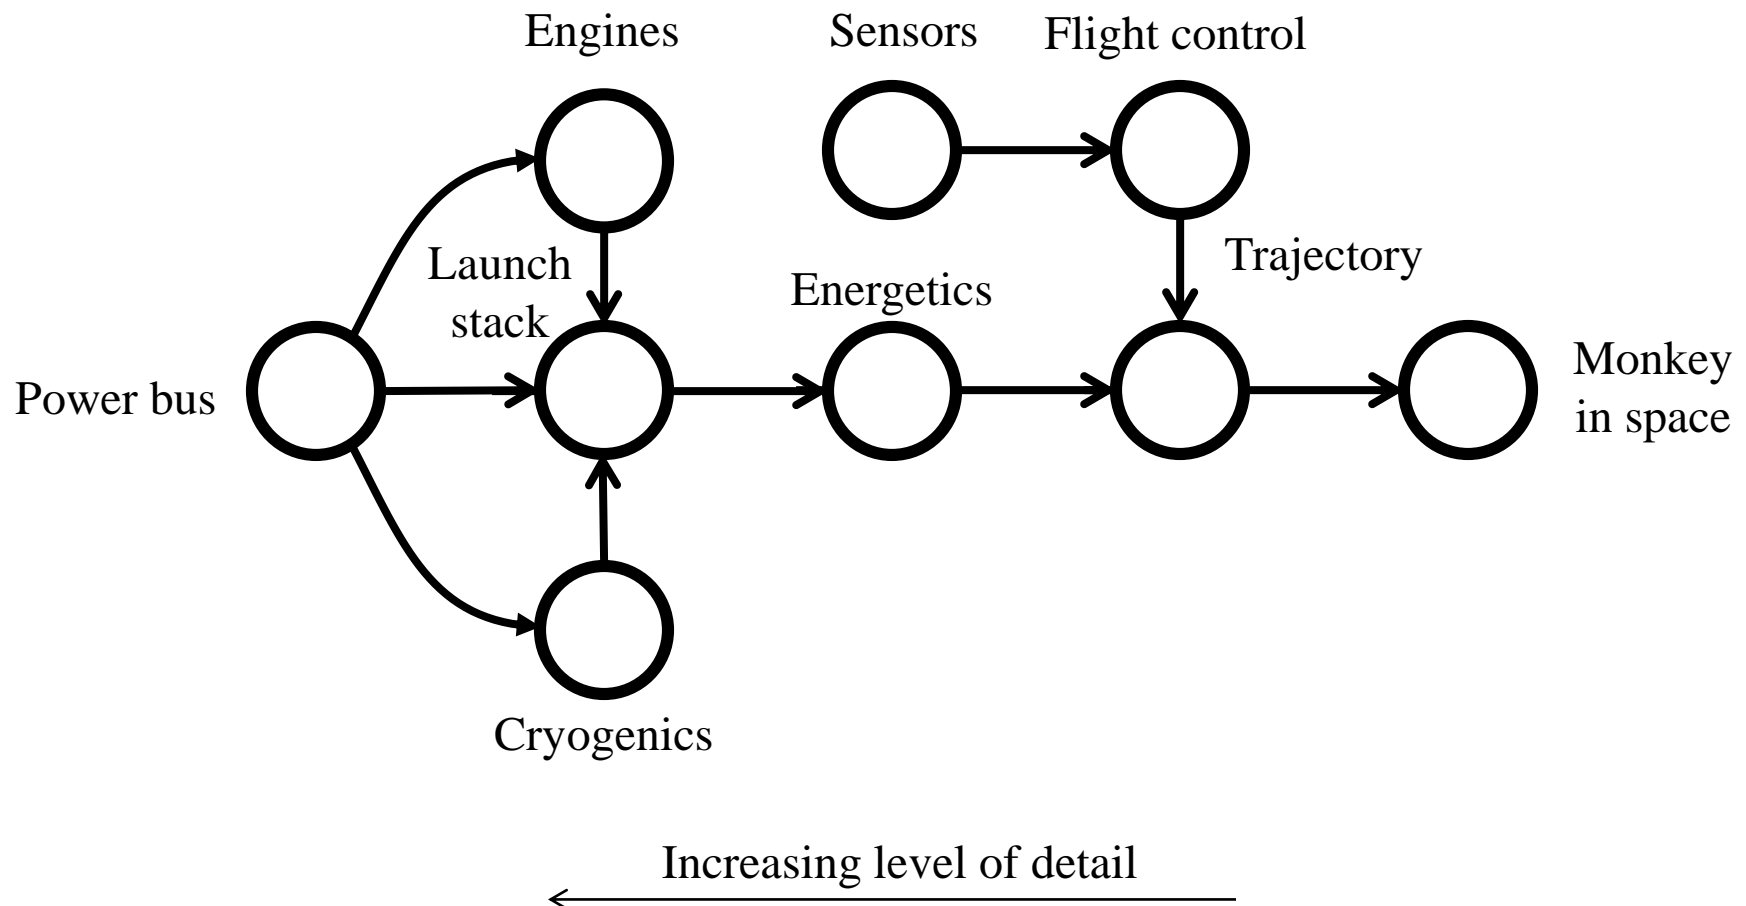 Engines
Sensors
Flight control
Launch
stack
Energetics
Trajectory
Power bus
Monkey
in space
Cryogenics
Increasing level of detail